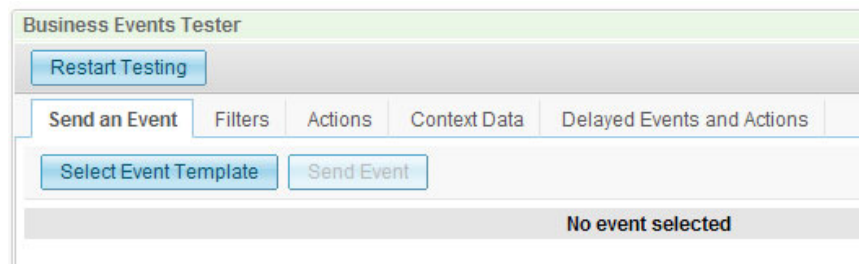 Business Events Tester
Restart Testing
Send an Event Filters Actions Context Data Delayed Events and Actions
Select Event Template Send Event
No event selected